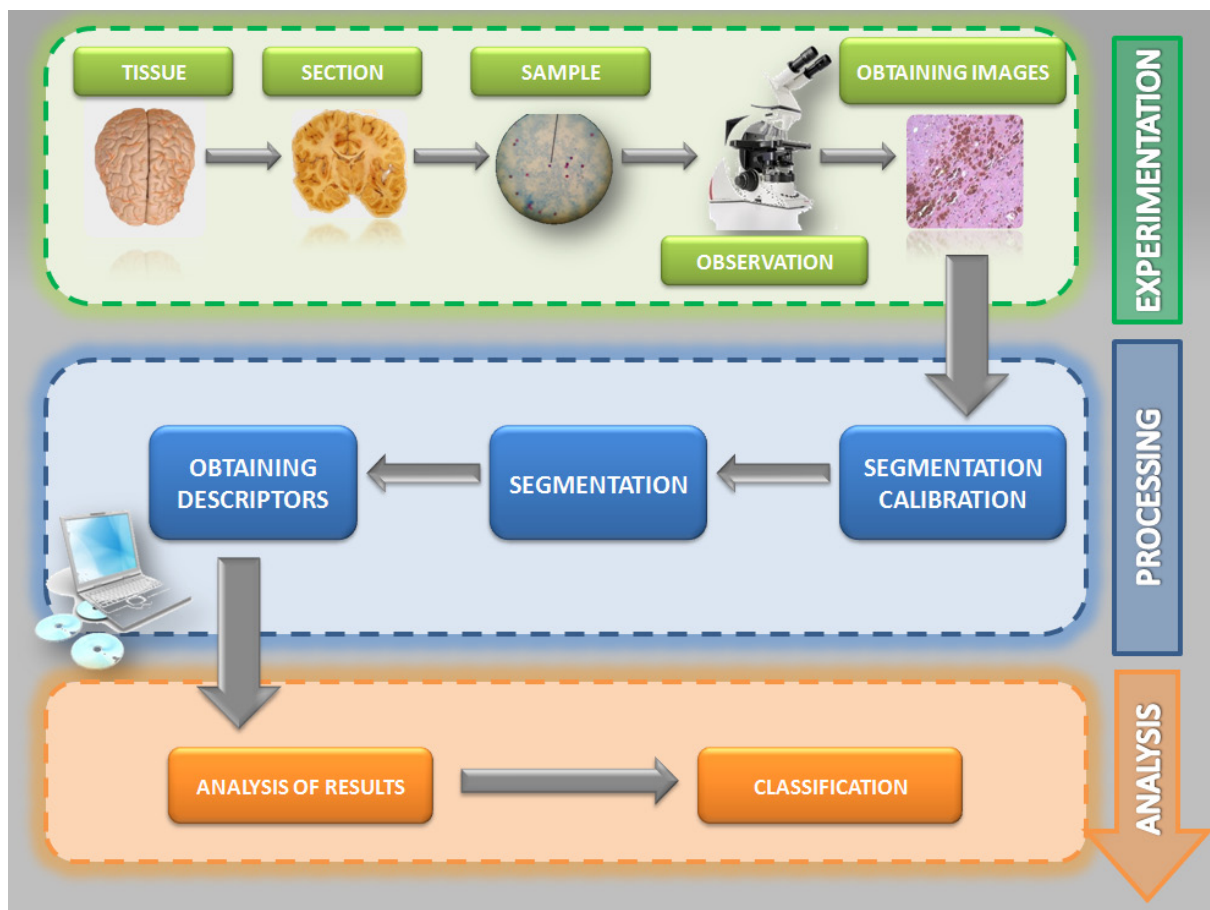 TISSUE
SECTION
SAMPLE
OBTAINING IMAGES
OBSERVATION
EXPERIMENTATION
OBTAINING
DESCRIPTORS
SEGMENTATION
SEGMENTATION
CALIBRATION
PROCESSING
ANALYSIS OF RESULTS
CLASSIFICATION
ANALYSIS